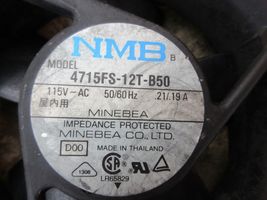 NMB B
MODEL
4715FS-12T-B50
115V~AC 50/60Hz .21/.19 A
屋内用
MINEBEA
IMPEDANCE PROTECTED
MINEBEA CO.,LTD.
D00 MADE IN THAILAND
LR65829